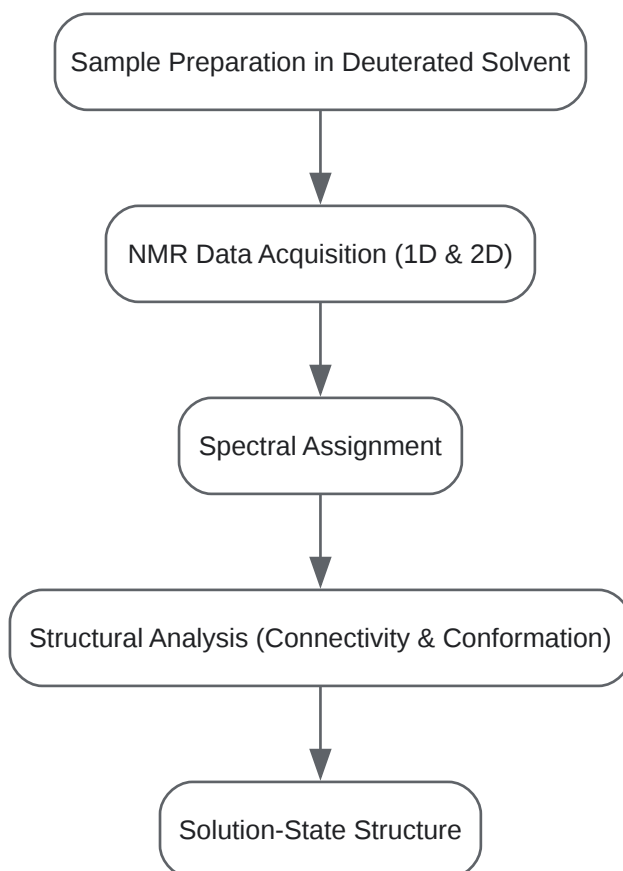 Sample Preparation in Deuterated Solvent
NMR Data Acquisition (1D & 2D)
Spectral Assignment
Structural Analysis (Connectivity & Conformation)
Solution-State Structure